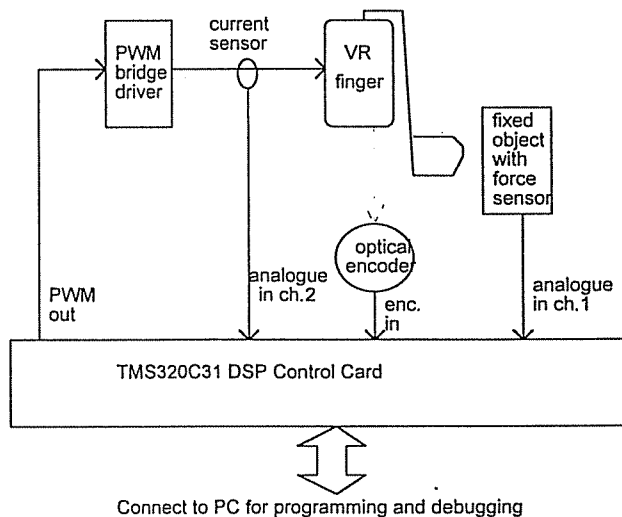 current
sensor
PWM
bridge
driver
VR
finger
fixed
object
with
force
sensor
optical
encoder
PWM
out
analogue
in ch.2
enc.
in
analogue
in ch.1
TMS320C31 DSP Control Card
Connect to PC for programming and debugging